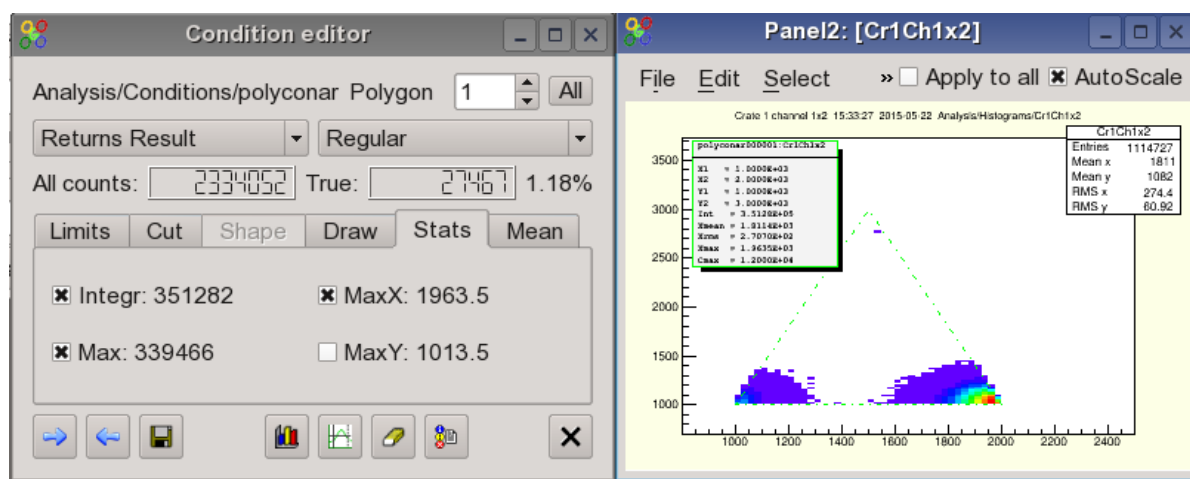 Condition editor
Analysis/Conditions/polyconar Polygon 1 All
Returns Result Regular
All counts: 2334052 True: 27467 1.18%
Limits Cut Shape Draw Stats Mean
Integr: 351282 MaxX: 1963.5
Max: 339466 MaxY: 1013.5
Panel2: [Cr1Ch1x2]
File Edit Select » Apply to all AutoScale
Crate 1 channel 1x2 15:33:27 2015-05-22 Analysis/Histograms/Cr1Ch1x2
polyconar000001:Cr1Ch1x2
X1 = 1.0000E+03
X2 = 2.0000E+03
Y1 = 1.0000E+03
Y2 = 3.0000E+03
Int = 3.5128E+05
Xmean = 1.8114E+03
Xrms = 2.7070E+02
Xmax = 1.9635E+03
Cmax = 1.2000E+04
Cr1Ch1x2
Entries 1114727
Mean x 1811
Mean y 1082
RMS x 274.4
RMS y 60.92
3500
3000
2500
2000
1500
1000
1000 1200 1400 1600 1800 2000 2200 2400